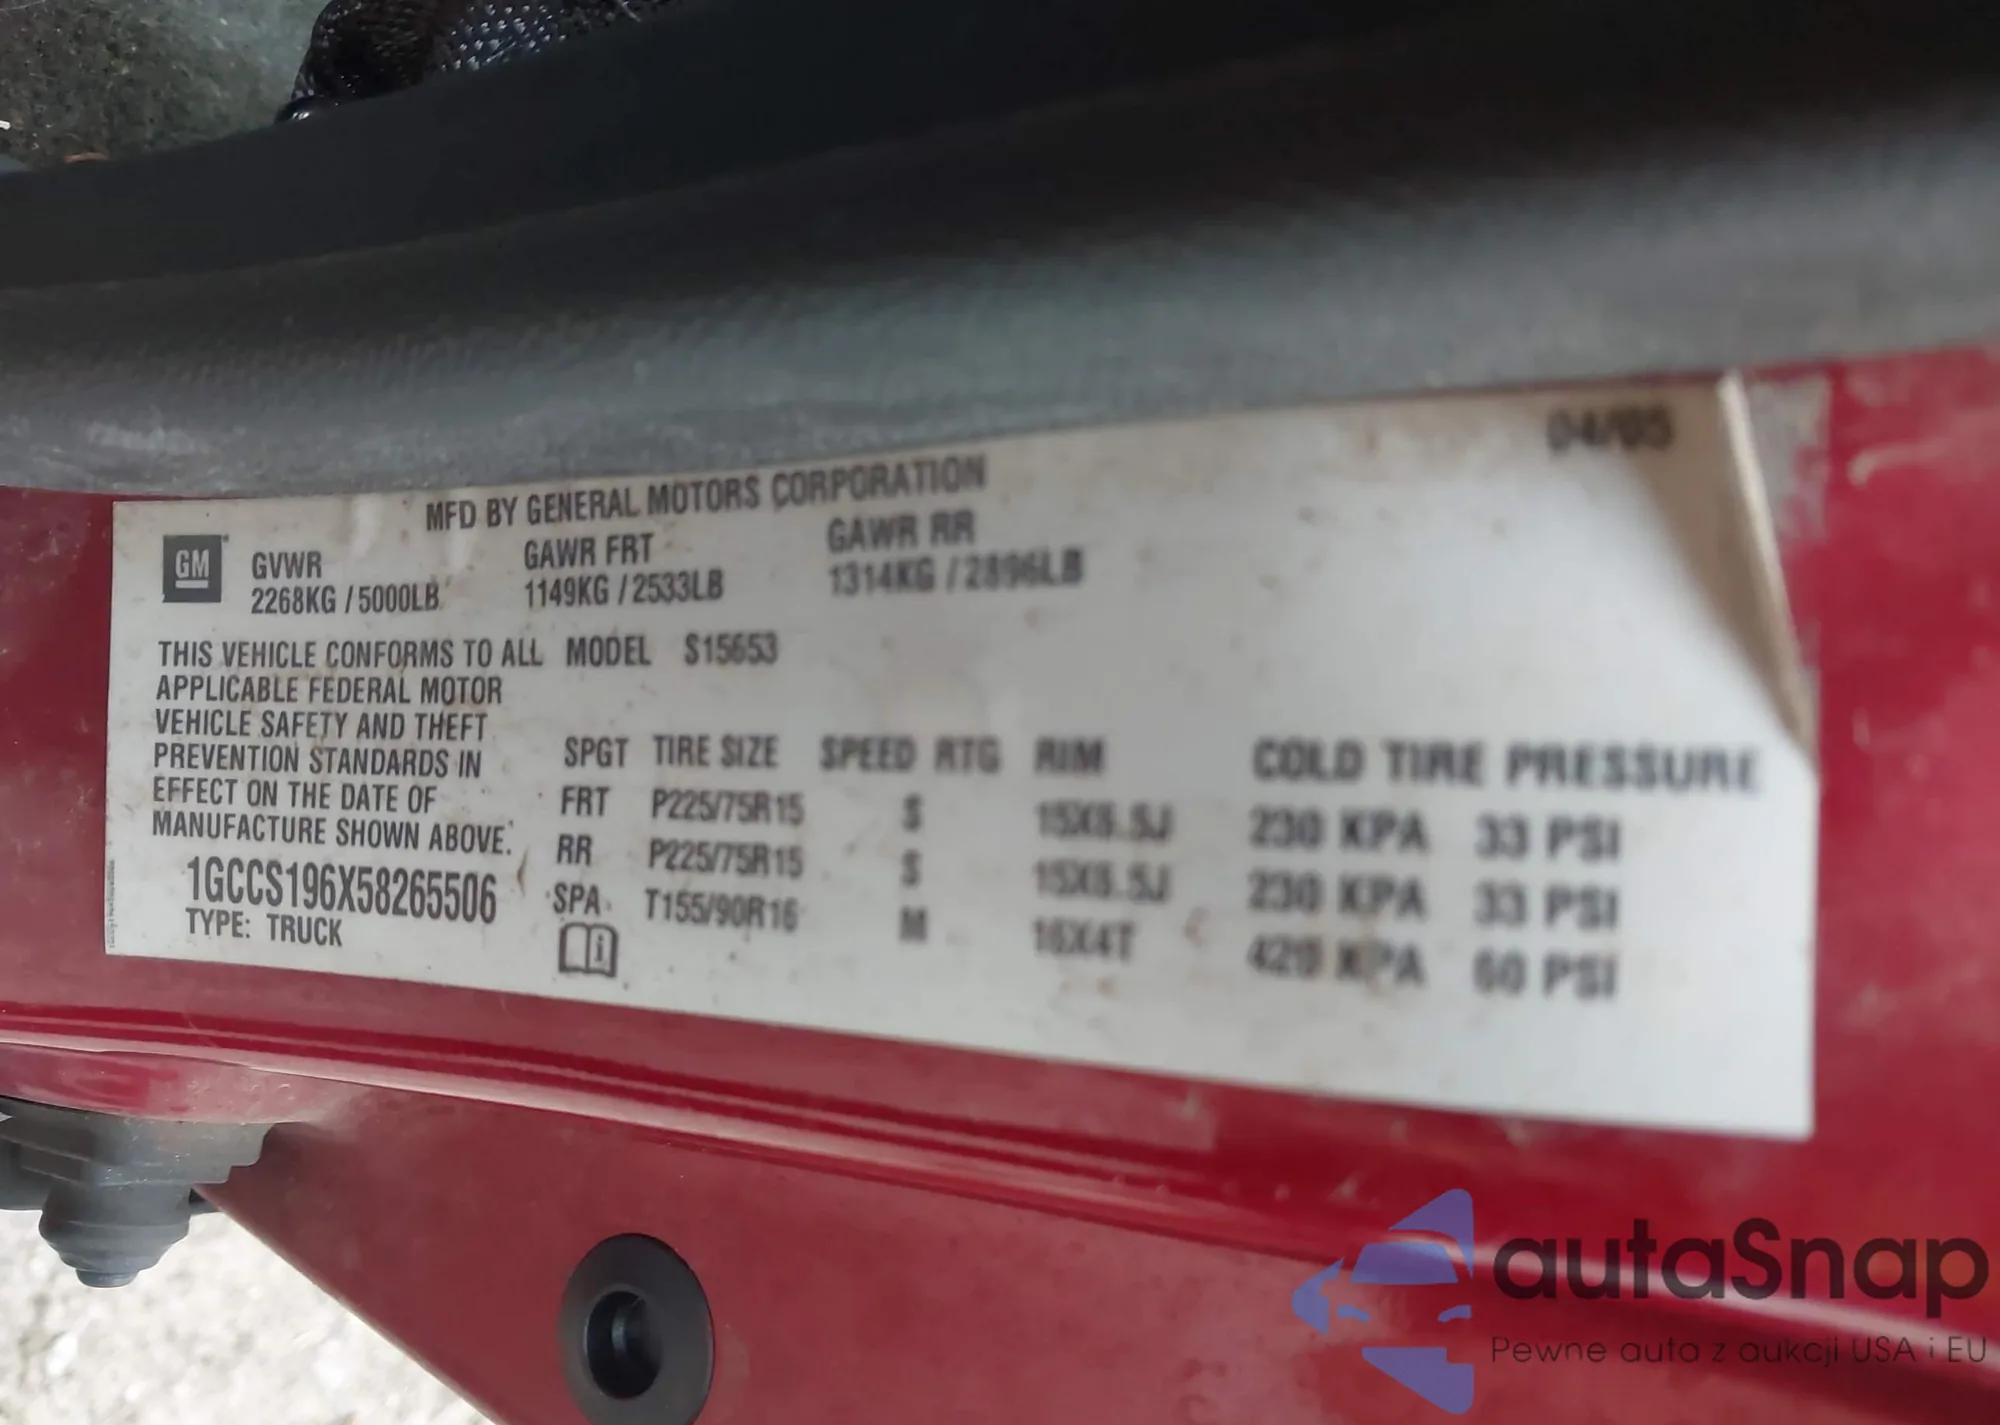 04/05
MFD BY GENERAL MOTORS CORPORATION
GM
GVWR GAWR FRT GAWR RR
2268KG / 5000LB 1149KG / 2533LB 1314KG / 2896LB
THIS VEHICLE CONFORMS TO ALL
APPLICABLE FEDERAL MOTOR
VEHICLE SAFETY AND THEFT
PREVENTION STANDARDS IN
EFFECT ON THE DATE OF
MANUFACTURE SHOWN ABOVE.
1GCCS196X58265506
TYPE: TRUCK
MODEL S15653
SPGT TIRE SIZE SPEED RTG RIM COLD TIRE PRESSURE
FRT P225/75R15 S 15X6.5J 230 KPA 33 PSI
RR P225/75R15 S 15X6.5J 230 KPA 33 PSI
SPA T155/90R16 M 16X4T 420 KPA 60 PSI
i
autaSnap
Pewne auta z aukcji USA i EU